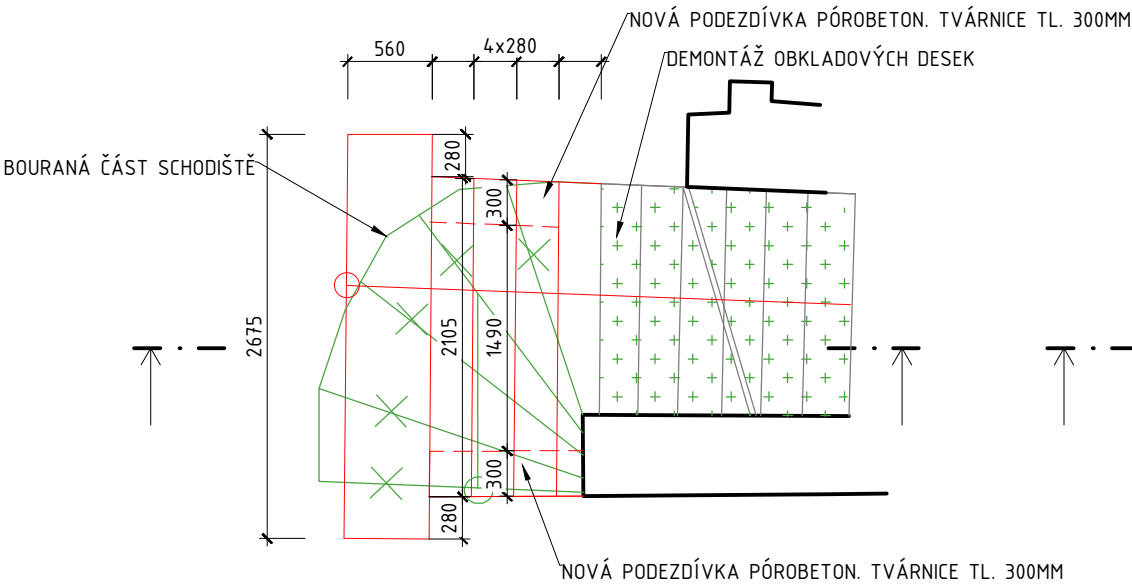 NOVÁ PODEZDÍVKA PÓROBETON. TVÁRNICE TL. 300MM
560
4x280
DEMONTÁŽ OBKLADOVÝCH DESEK
BOURANÁ ČÁST SCHODIŠTĚ
280
300
2675
2105
1490
300
280
NOVÁ PODEZDÍVKA PÓROBETON. TVÁRNICE TL. 300MM